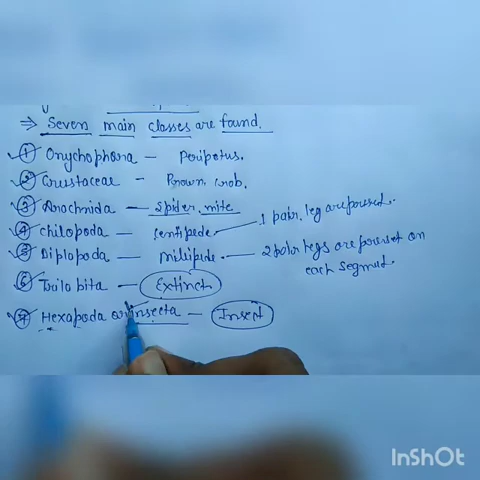 ⇒ Seven main classes are found.
① Onychophora – Peripatus.
② Crustaceae – Prown. Crab.
③ Arachnida – Spider, mite
④ Chilopoda – Centipede – 1 pair leg are present.
⑤ Diplopoda – Millipide – 2 pair legs are present on
each segment.
⑥ Trilobita – Extinct
⑦ Hexapoda or insecta – Insect
InShOt